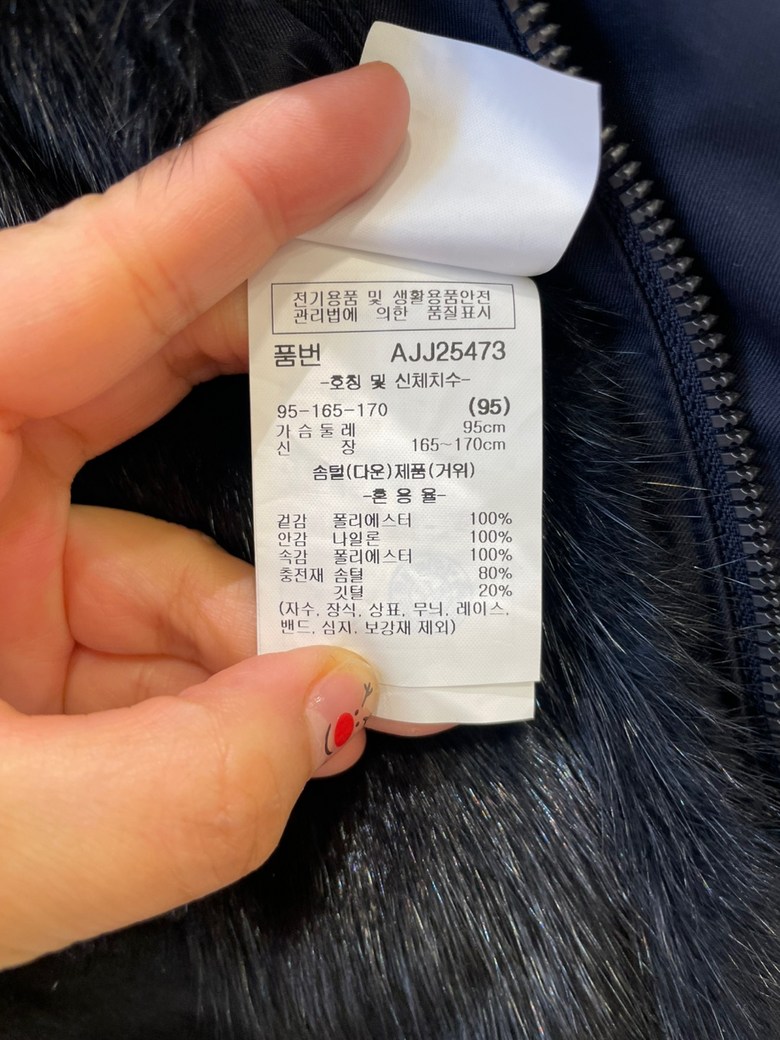 전기용품 및 생활용품안전
관리법에 의한 품질표시
품번 AJJ25473
-호칭 및 신체치수-
95-165-170 (95)
가슴둘레 95cm
신 장 165~170cm
솜털(다운)제품(거위)
-혼 용 율-
겉감 폴리에스터 100%
안감 나일론 100%
속감 폴리에스터 100%
충전재 솜털 80%
깃털 20%
(자수, 장식, 상표, 무늬, 레이스,
밴드, 심지, 보강재 제외)